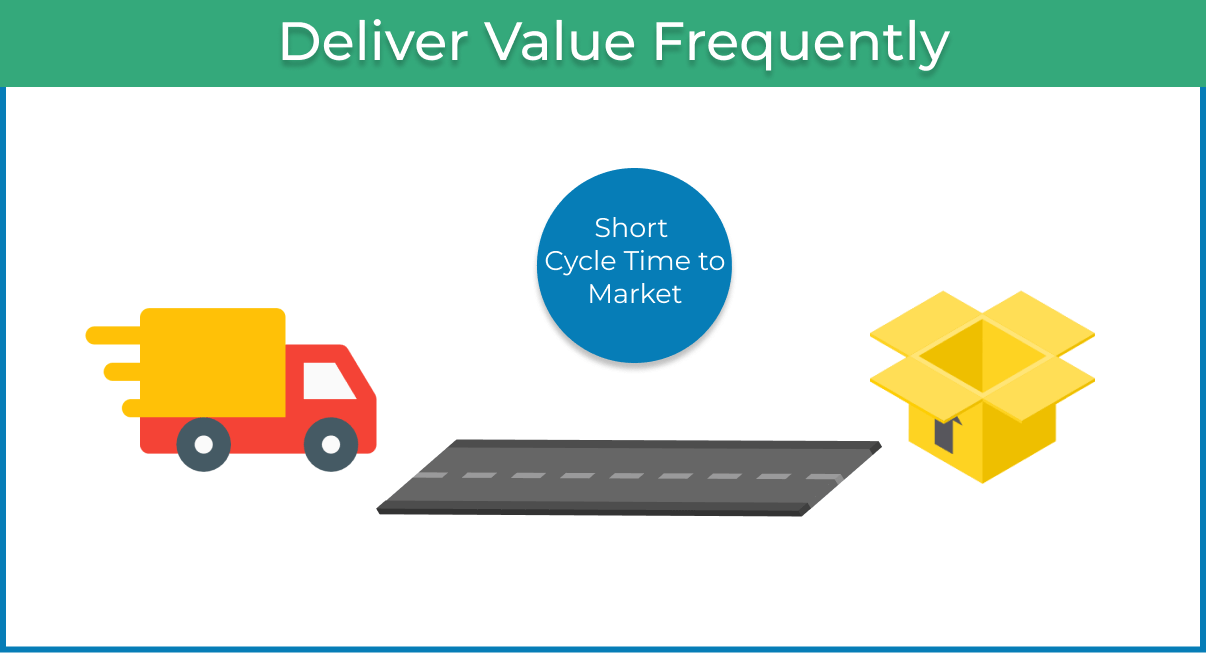 Deliver Value Frequently
Short
Cycle Time to
Market